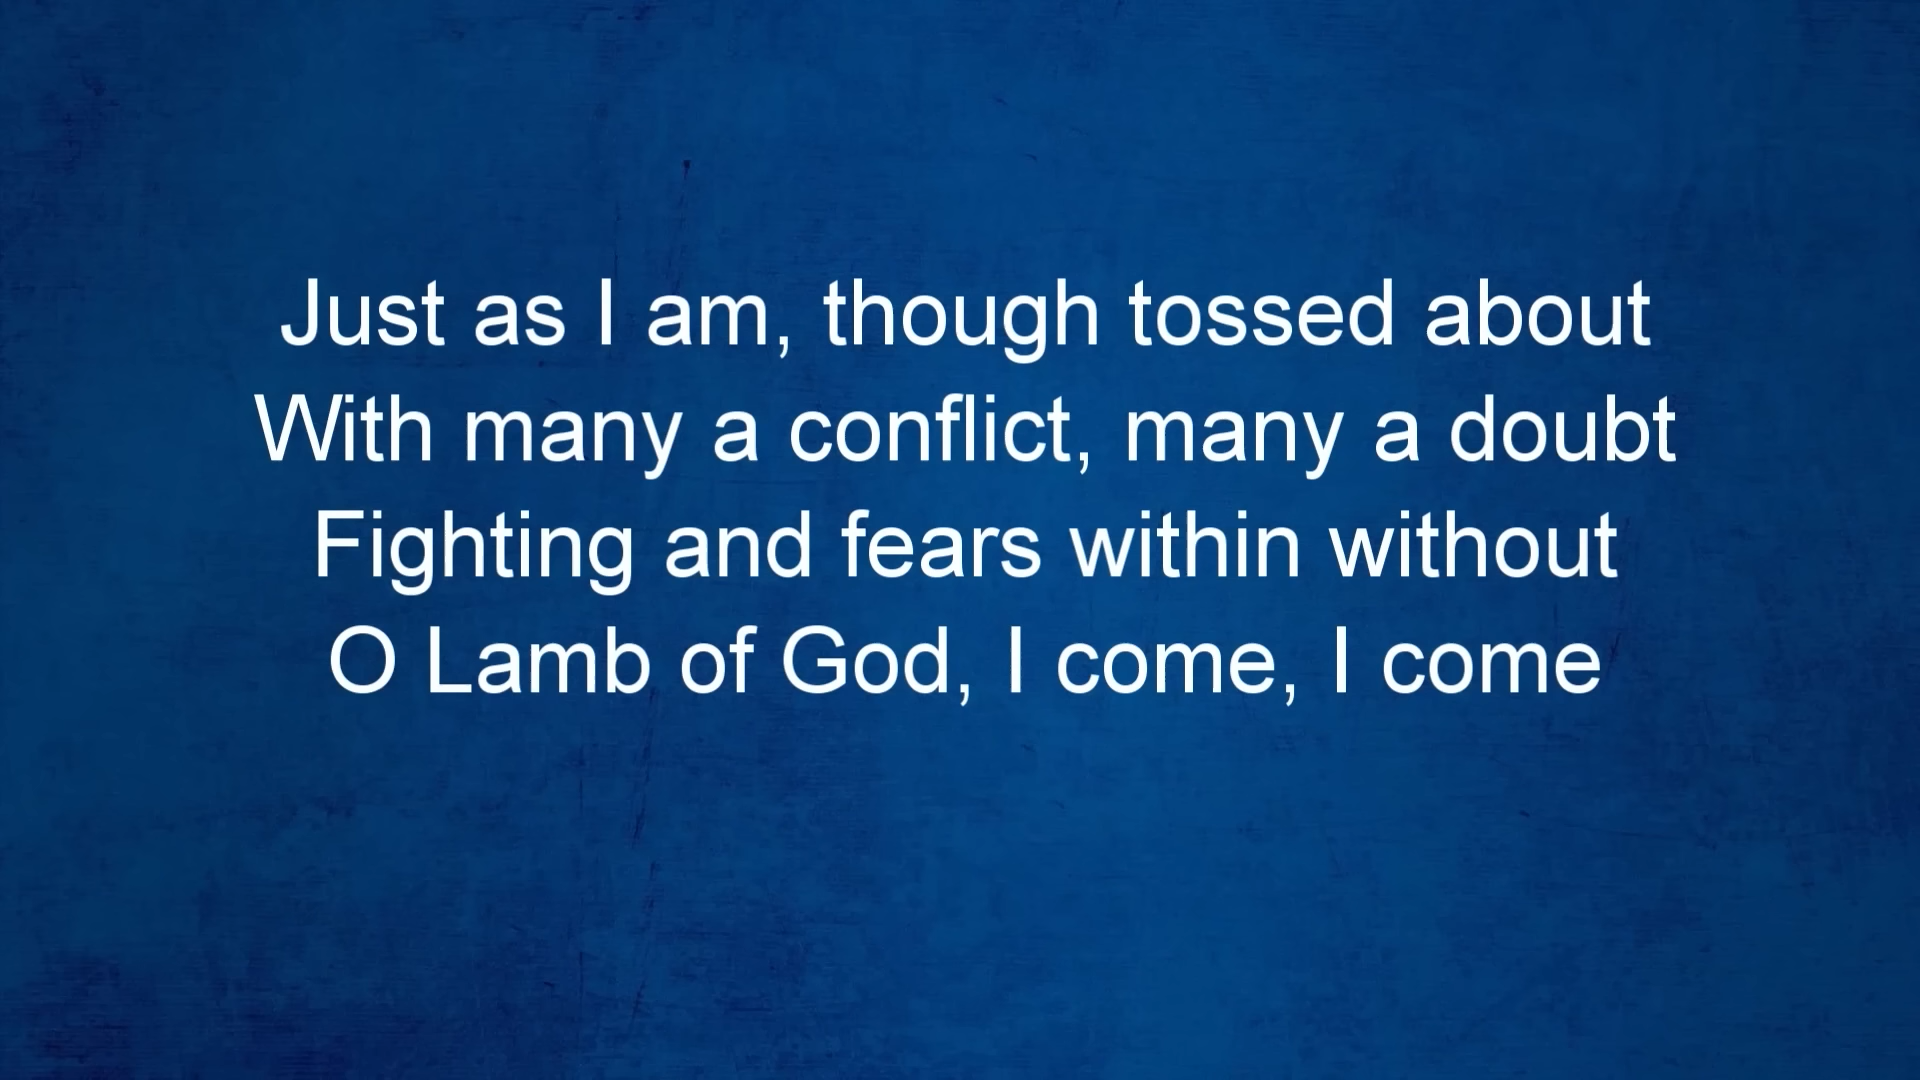 Just as I am, though tossed about
With many a conflict, many a doubt
Fighting and fears within without
O Lamb of God, I come, I come